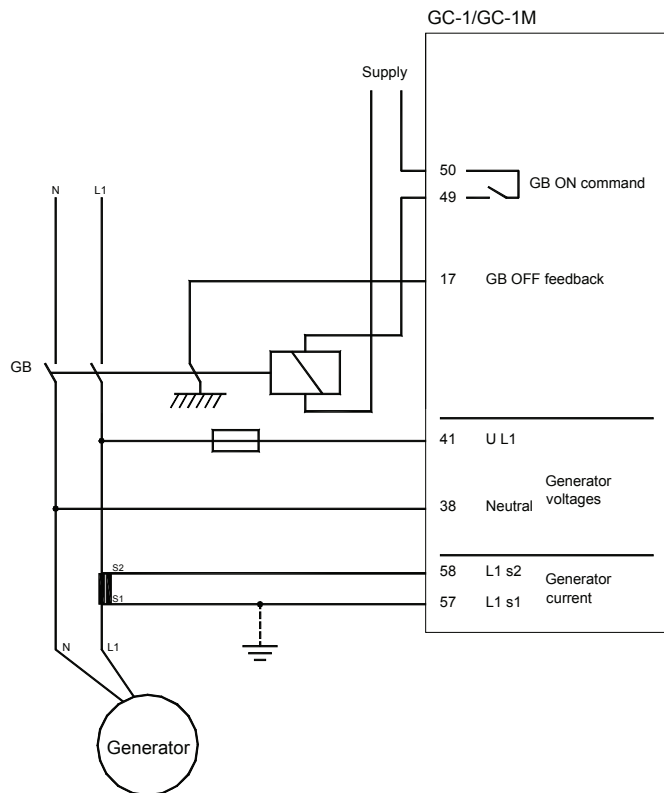 GC-1/GC-1M
Supply
50
GB ON command
49
N
L1
17 GB OFF feedback
GB
41 U L1
Generator
voltages
38 Neutral
S2
58 L1 s2
Generator
current
S1
57 L1 s1
N
L1
Generator